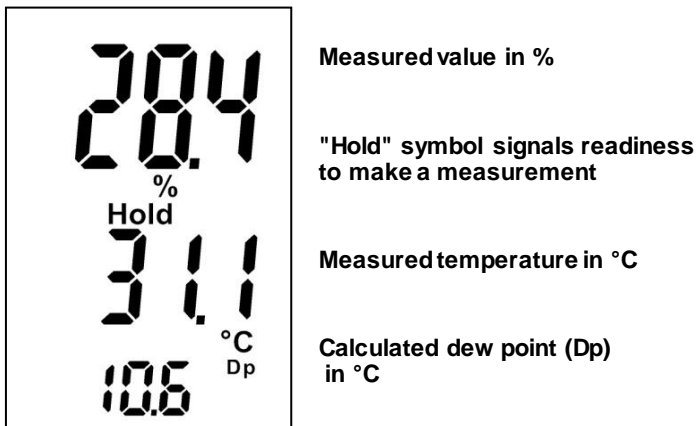 28.4
%
Hold
31.1
°C
Dp
10.6
Measured value in %
"Hold" symbol signals readiness
to make a measurement
Measured temperature in °C
Calculated dew point (Dp)
in °C